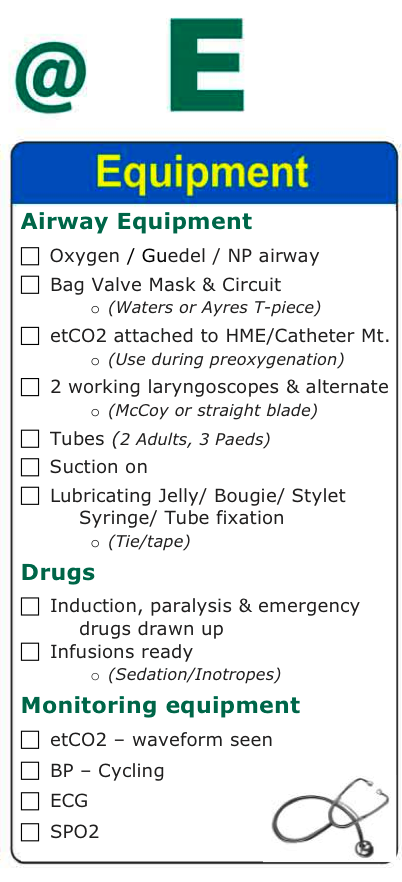 @ E
Equipment
Airway Equipment
☐ Oxygen / Guedel / NP airway
☐ Bag Valve Mask & Circuit
o (Waters or Ayres T-piece)
☐ etCO2 attached to HME/Catheter Mt.
o (Use during preoxygenation)
☐ 2 working laryngoscopes & alternate
o (McCoy or straight blade)
☐ Tubes (2 Adults, 3 Paeds)
☐ Suction on
☐ Lubricating Jelly/ Bougie/ Stylet
Syringe/ Tube fixation
o (Tie/tape)
Drugs
☐ Induction, paralysis & emergency
drugs drawn up
☐ Infusions ready
o (Sedation/Inotropes)
Monitoring equipment
☐ etCO2 – waveform seen
☐ BP – Cycling
☐ ECG
☐ SPO2